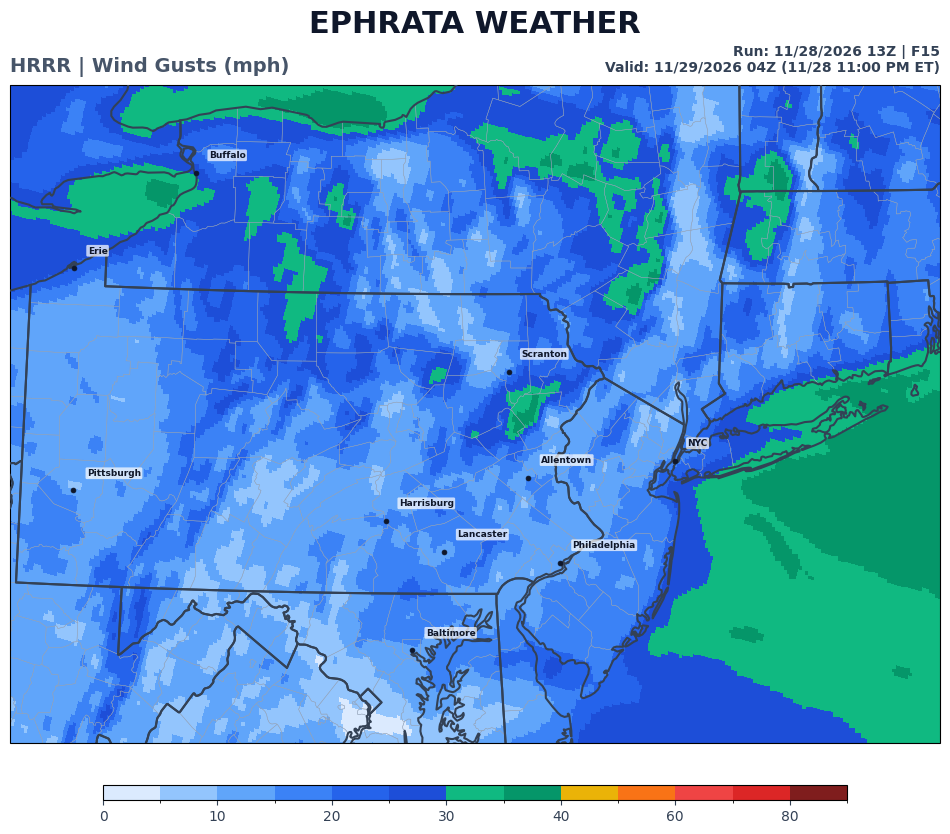 EPHRATA WEATHER
HRRR | Wind Gusts (mph)
Run: 11/28/2026 13Z | F15
Valid: 11/29/2026 04Z (11/28 11:00 PM ET)
Buffalo
Erie
Scranton
NYC
Allentown
Pittsburgh
Harrisburg
Lancaster
Philadelphia
Baltimore
0 10 20 30 40 50 60 70 80